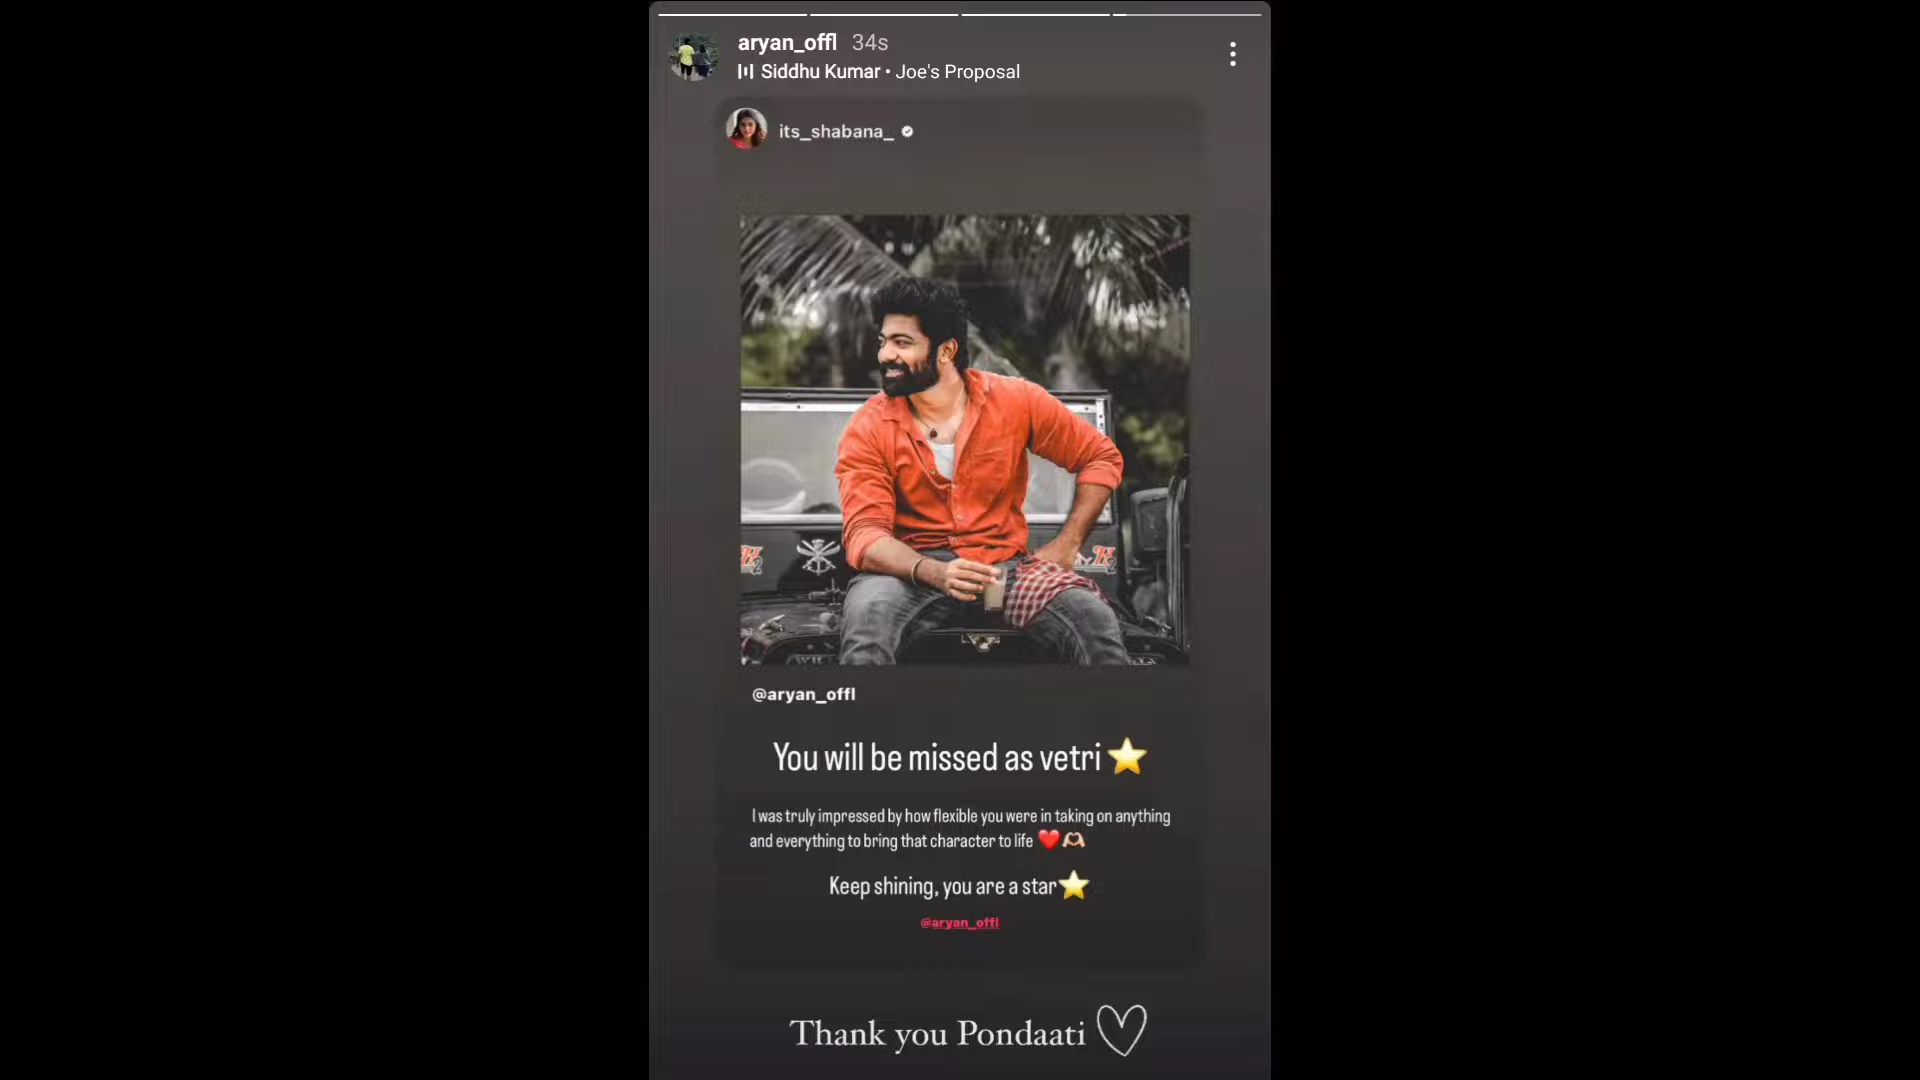 aryan_offl 34s
Siddhu Kumar • Joe's Proposal
its_shabana_
@aryan_offl
You will be missed as vetri ⭐
I was truly impressed by how flexible you were in taking on anything
and everything to bring that character to life ❤️🫶🏼
Keep shining, you are a star⭐
@aryan_offl
Thank you Pondaati ♡